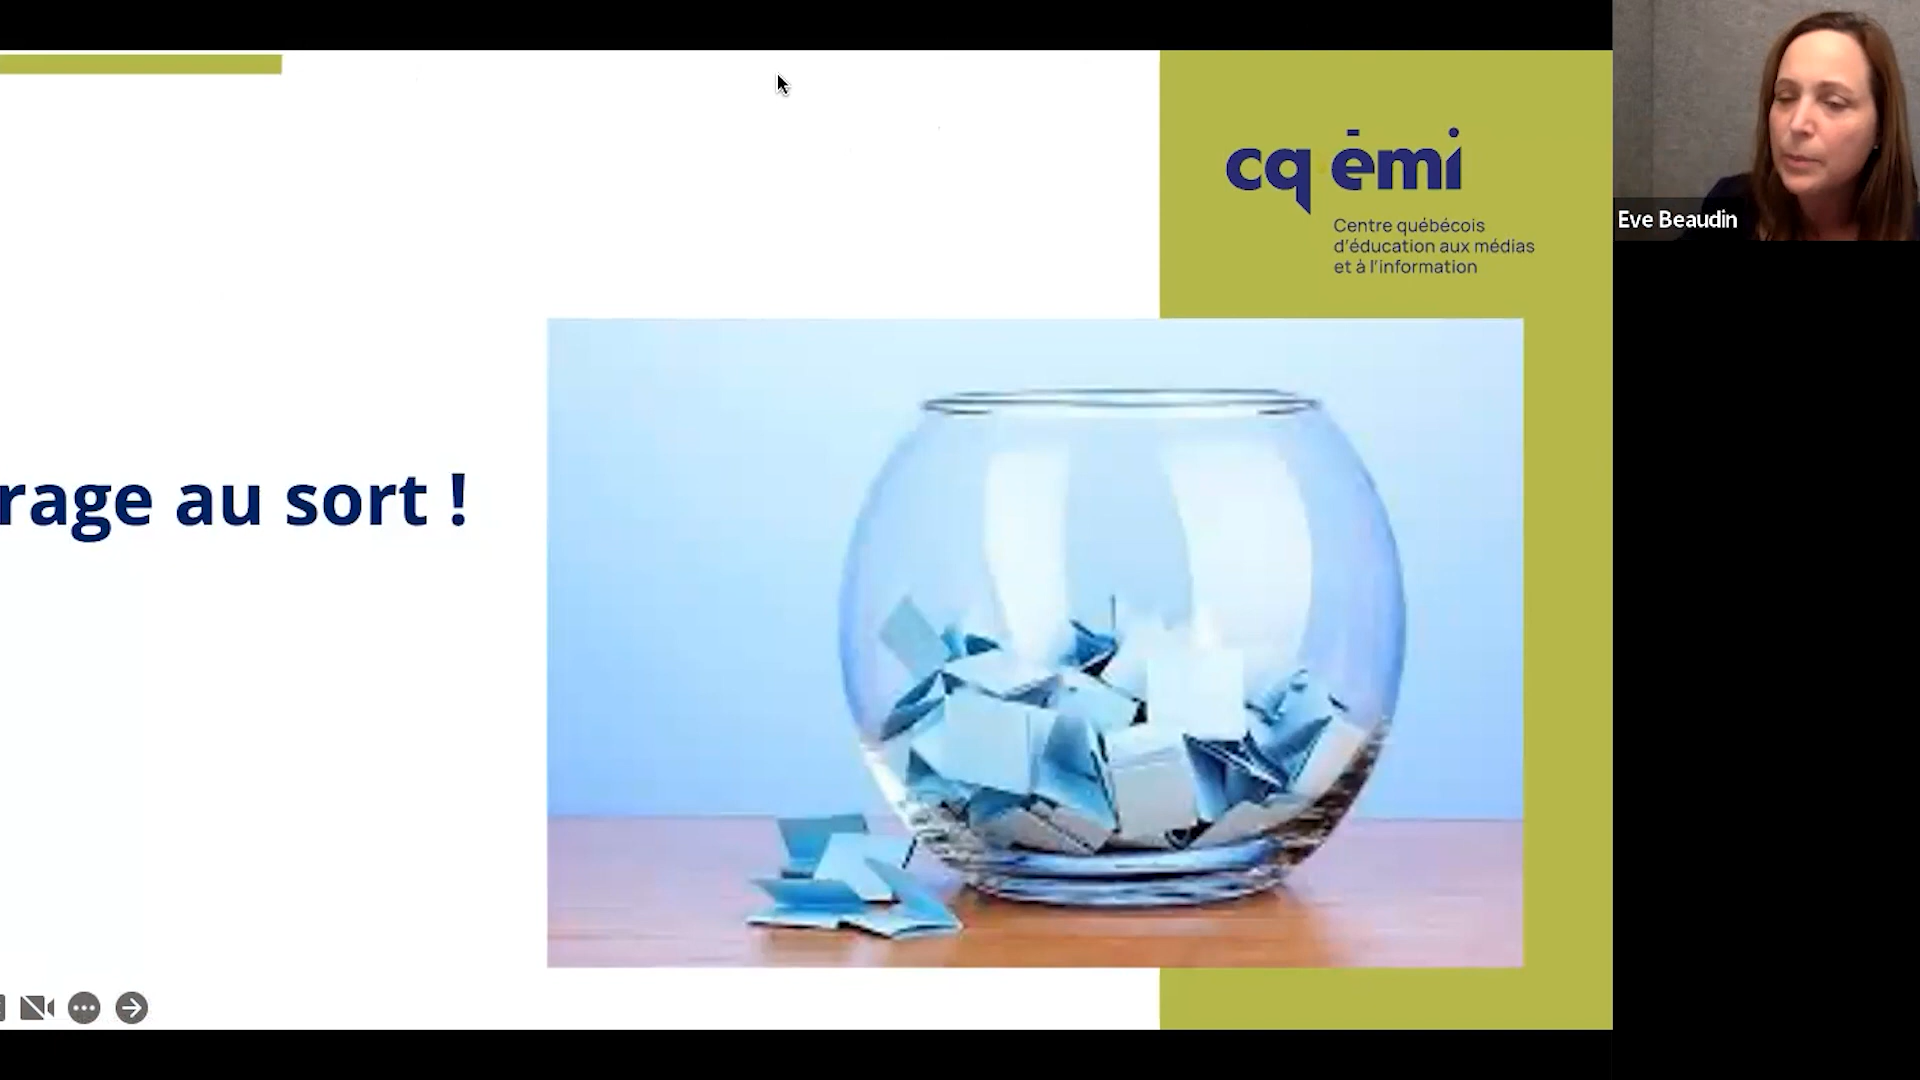 cq émi
Centre québécois
d'éducation aux médias
et à l'information
Eve Beaudin
rage au sort !